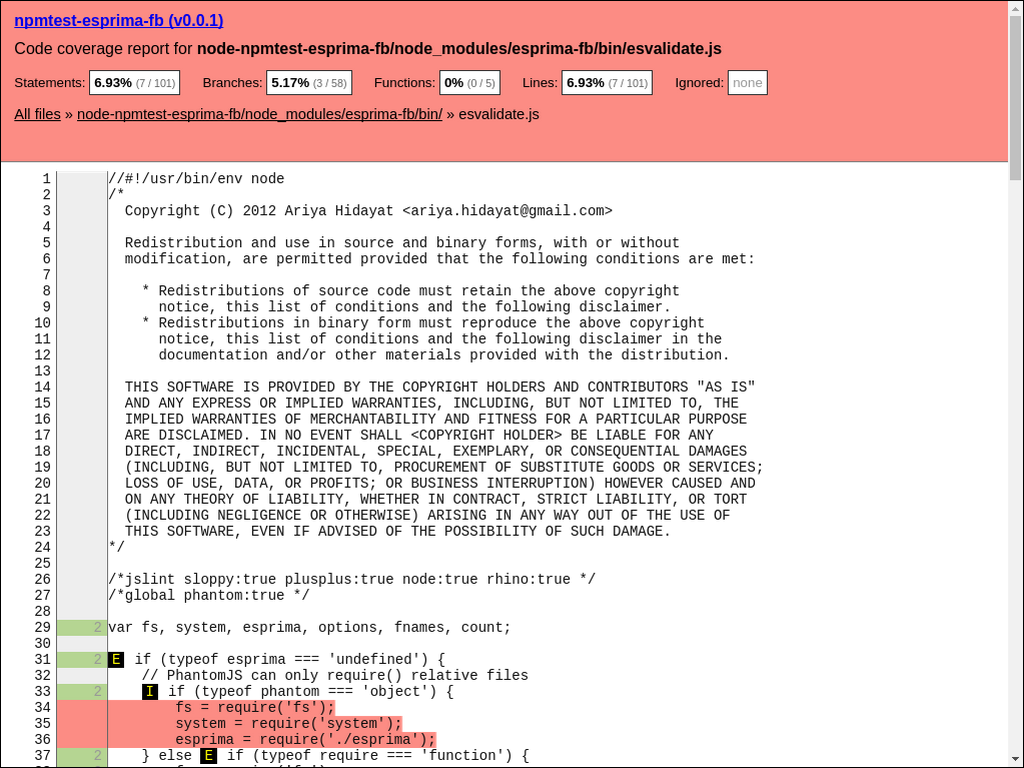 npmtest-esprima-fb (v0.0.1)
Code coverage report for node-npmtest-esprima-fb/node_modules/esprima-fb/bin/esvalidate.js
Statements: 6.93% (7 / 101) Branches: 5.17% (3 / 58) Functions: 0% (0 / 5) Lines: 6.93% (7 / 101) Ignored: none
All files » node-npmtest-esprima-fb/node_modules/esprima-fb/bin/ » esvalidate.js
1 //#!/usr/bin/env node
2 /*
3 Copyright (C) 2012 Ariya Hidayat <ariya.hidayat@gmail.com>
4
5 Redistribution and use in source and binary forms, with or without
6 modification, are permitted provided that the following conditions are met:
7
8 * Redistributions of source code must retain the above copyright
9 notice, this list of conditions and the following disclaimer.
10 * Redistributions in binary form must reproduce the above copyright
11 notice, this list of conditions and the following disclaimer in the
12 documentation and/or other materials provided with the distribution.
13
14 THIS SOFTWARE IS PROVIDED BY THE COPYRIGHT HOLDERS AND CONTRIBUTORS "AS IS"
15 AND ANY EXPRESS OR IMPLIED WARRANTIES, INCLUDING, BUT NOT LIMITED TO, THE
16 IMPLIED WARRANTIES OF MERCHANTABILITY AND FITNESS FOR A PARTICULAR PURPOSE
17 ARE DISCLAIMED. IN NO EVENT SHALL <COPYRIGHT HOLDER> BE LIABLE FOR ANY
18 DIRECT, INDIRECT, INCIDENTAL, SPECIAL, EXEMPLARY, OR CONSEQUENTIAL DAMAGES
19 (INCLUDING, BUT NOT LIMITED TO, PROCUREMENT OF SUBSTITUTE GOODS OR SERVICES;
20 LOSS OF USE, DATA, OR PROFITS; OR BUSINESS INTERRUPTION) HOWEVER CAUSED AND
21 ON ANY THEORY OF LIABILITY, WHETHER IN CONTRACT, STRICT LIABILITY, OR TORT
22 (INCLUDING NEGLIGENCE OR OTHERWISE) ARISING IN ANY WAY OUT OF THE USE OF
23 THIS SOFTWARE, EVEN IF ADVISED OF THE POSSIBILITY OF SUCH DAMAGE.
24 */
25
26 /*jslint sloppy:true plusplus:true node:true rhino:true */
27 /*global phantom:true */
28
29 2 var fs, system, esprima, options, fnames, count;
30
31 2 E if (typeof esprima === 'undefined') {
32 // PhantomJS can only require() relative files
33 2 I if (typeof phantom === 'object') {
34 fs = require('fs');
35 system = require('system');
36 esprima = require('./esprima');
37 2 } else E if (typeof require === 'function') {